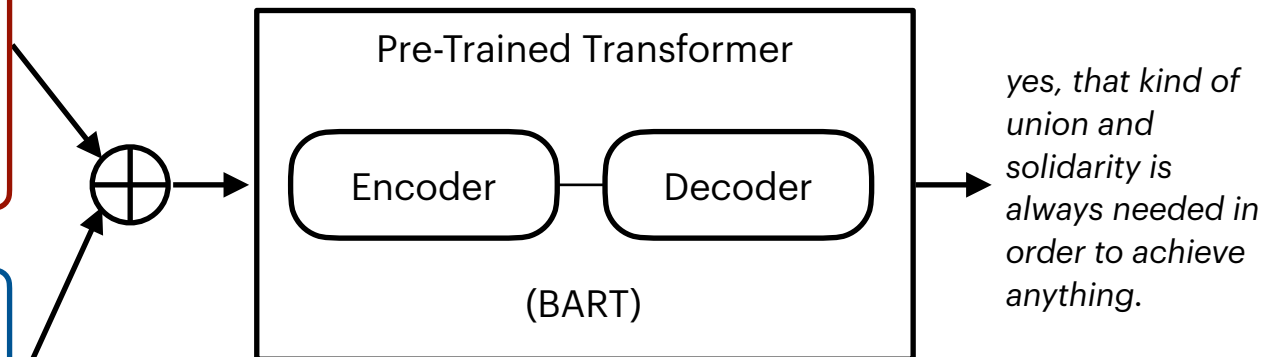 Pre-Trained Transformer
Encoder
Decoder
(BART)
yes, that kind of
union and
solidarity is
always needed in
order to achieve
anything.